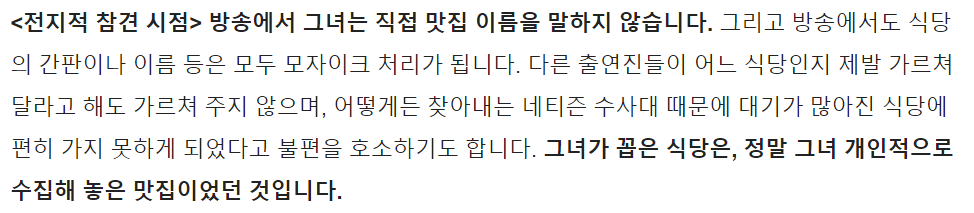 <전지적 참견 시점> 방송에서 그녀는 직접 맛집 이름을 말하지 않습니다. 그리고 방송에서도 식당
의 간판이나 이름 등은 모두 모자이크 처리가 됩니다. 다른 출연진들이 어느 식당인지 제발 가르쳐
달라고 해도 가르쳐 주지 않으며, 어떻게든 찾아내는 네티즌 수사대 때문에 대기가 많아진 식당에
편히 가지 못하게 되었다고 불편을 호소하기도 합니다. 그녀가 꼽은 식당은, 정말 그녀 개인적으로
수집해 놓은 맛집이었던 것입니다.